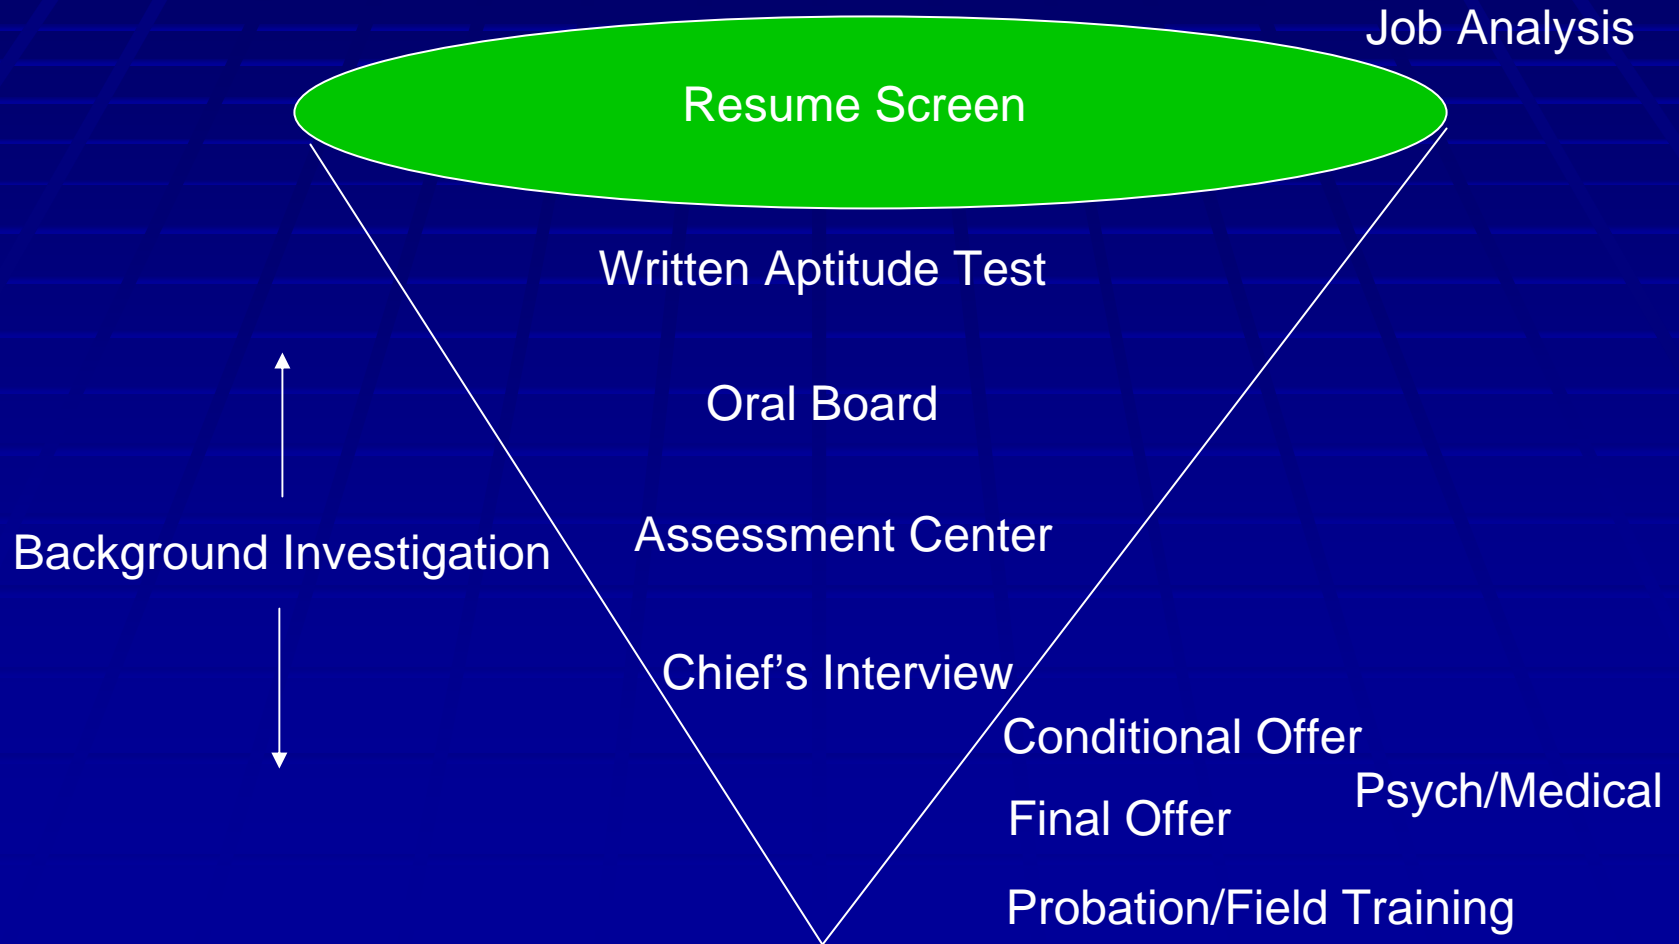 Job Analysis
Resume Screen
Written Aptitude Test
Oral Board
Assessment Center
Background Investigation
Chief’s Interview
Conditional Offer
Psych/Medical
Final Offer
Probation/Field Training